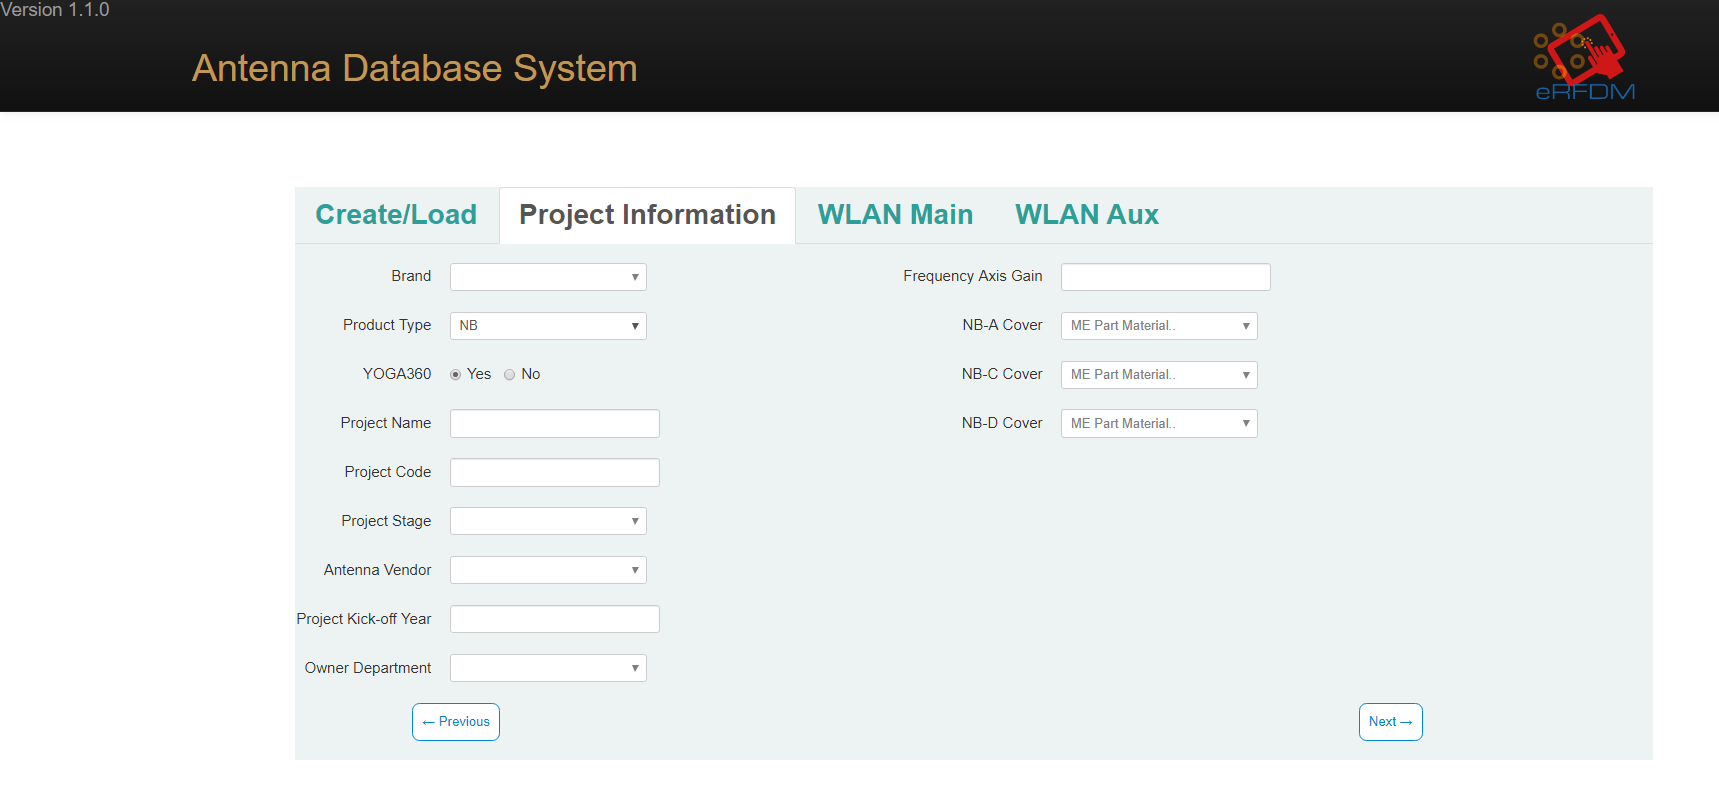 Version 1.1.0
Antenna Database System
eRFDM
Create/Load Project Information WLAN Main WLAN Aux
Brand
Product Type NB
YOGA360 Yes No
Project Name
Project Code
Project Stage
Antenna Vendor
Project Kick-off Year
Owner Department
Frequency Axis Gain
NB-A Cover ME Part Material..
NB-C Cover ME Part Material..
NB-D Cover ME Part Material..
← Previous
Next →